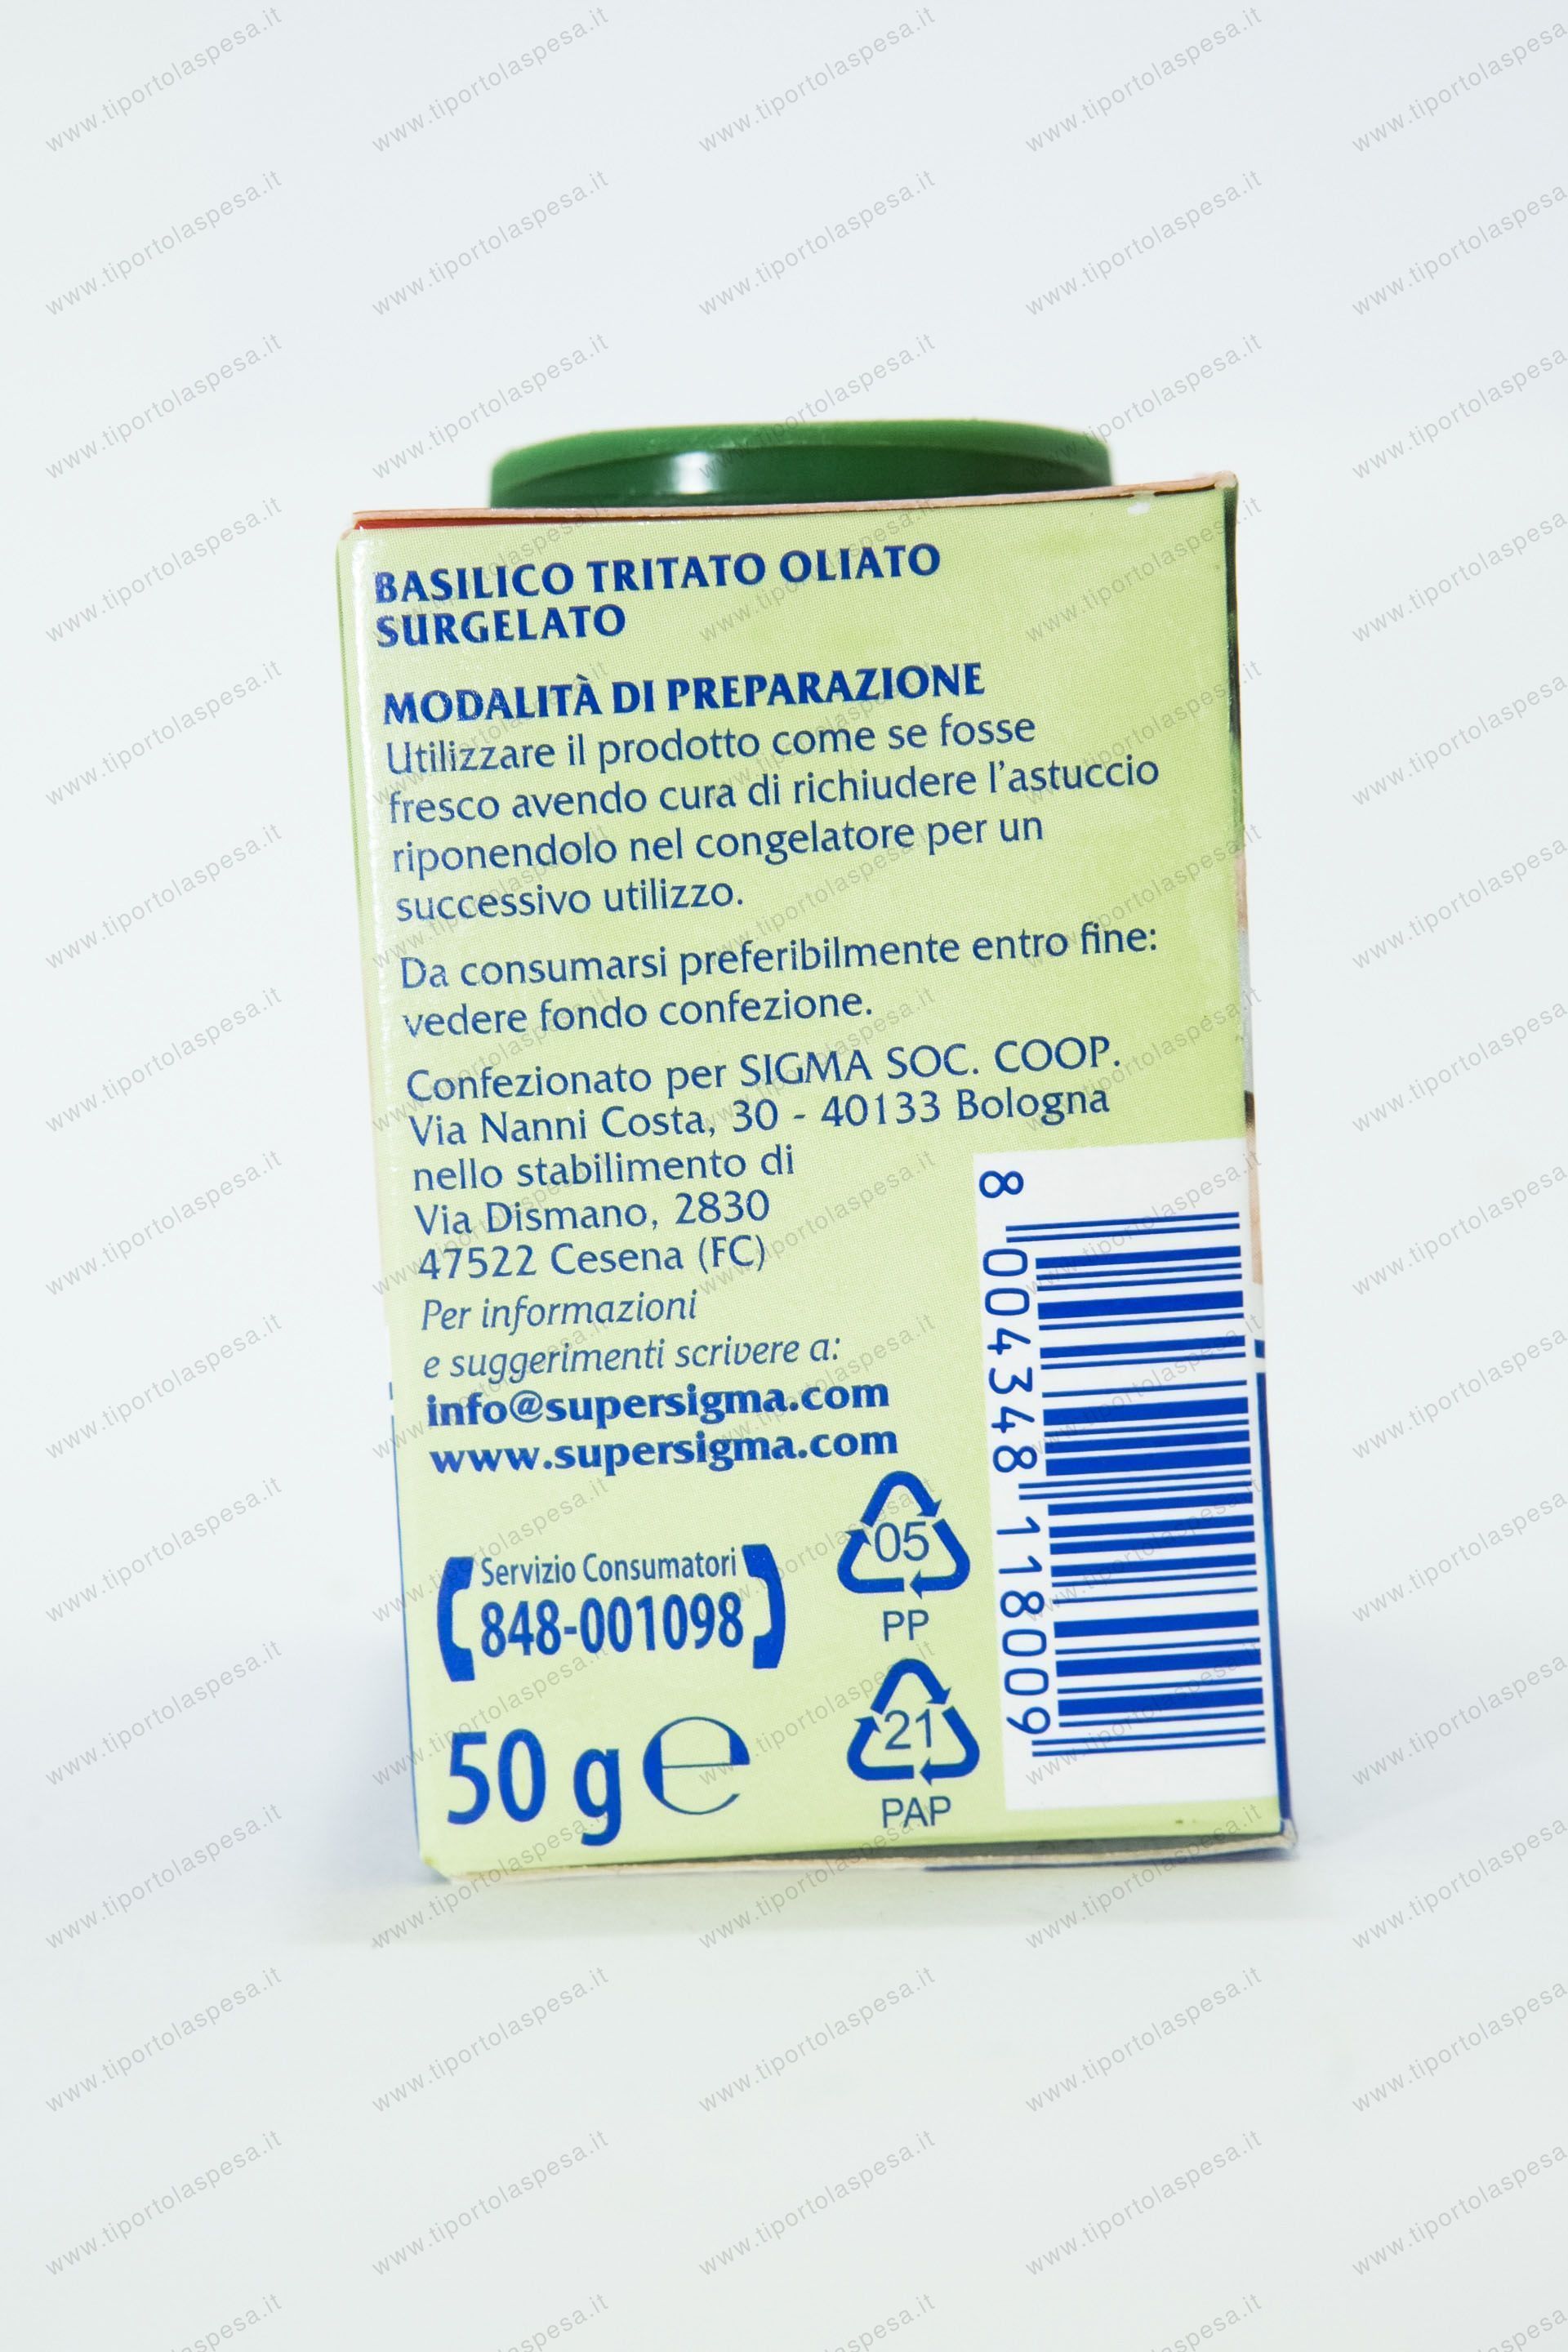 BASILICO TRITATO OLIATO
SURGELATO
MODALITÀ DI PREPARAZIONE
Utilizzare il prodotto come se fosse
fresco avendo cura di richiudere l'astuccio
riponendolo nel congelatore per un
successivo utilizzo.
Da consumarsi preferibilmente entro fine:
vedere fondo confezione.
Confezionato per SIGMA SOC. COOP.
Via Nanni Costa, 30 - 40133 Bologna
nello stabilimento di
Via Dismano, 2830
47522 Cesena (FC)
Per informazioni
e suggerimenti scrivere a:
info@supersigma.com
www.supersigma.com
Servizio Consumatori
848-001098
50 g e
05
PP
21
PAP
8 004348 118009
www.tiportolaspesa.it